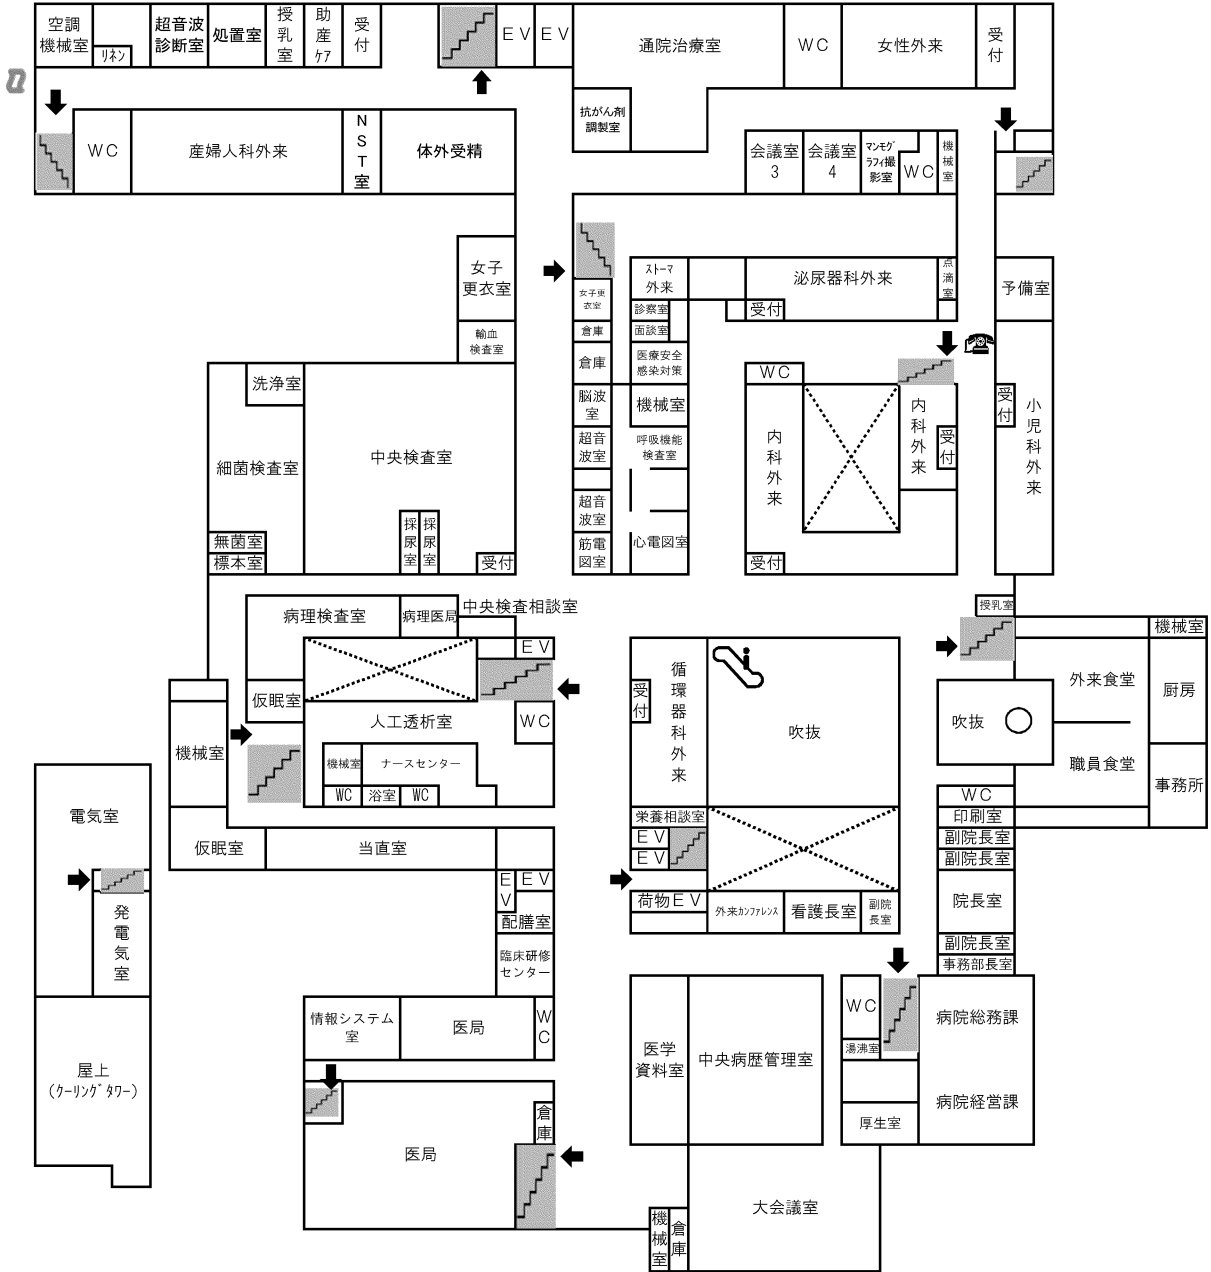 空調
機械室
リネン
超音波
診断室
処置室
授
乳
室
助
産
ケア
受
付
ＥＶ
ＥＶ
通院治療室
ＷＣ
女性外来
受
付
抗がん剤
調製室
ＷＣ
産婦人科外来
Ｎ
Ｓ
Ｔ
室
体外受精
会議室
3
会議室
4
マンモグ
ラフィ撮
影室
ＷＣ
機
械
室
女子
更衣室
輸血
検査室
女子更
衣室
倉庫
倉庫
脳波
室
超音
波室
超音
波室
筋電
図室
ストーマ
外来
診察室
面談室
医療安全
感染対策
機械室
呼吸機能
検査室
心電図室
泌尿器科外来
受付
点
滴
室
予備室
洗浄室
細菌検査室
中央検査室
無菌室
標本室
採
尿
室
採
尿
室
受付
ＷＣ
内
科
外
来
受付
内
科
外
来
受
付
受
付
小
児
科
外
来
病理検査室
病理医局
中央検査相談室
ＥＶ
仮眠室
人工透析室
ＷＣ
機械室
機械室
ナースセンター
WC
浴室
WC
仮眠室
当直室
Ｅ
Ｖ
ＥＶ
配膳室
臨床研修
センター
受
付
循
環
器
科
外
来
吹抜
栄養相談室
ＥＶ
ＥＶ
荷物ＥＶ
外来ｶﾝﾌｧﾚﾝｽ
看護長室
副院
長室
授乳室
機械室
外来食堂
厨房
吹抜
職員食堂
事務所
ＷＣ
印刷室
副院長室
副院長室
院長室
副院長室
事務部長室
電気室
発
電
気
室
屋上
（クーリングタワー）
情報システム
室
医局
Ｗ
Ｃ
医局
倉
庫
医学
資料室
中央病歴管理室
ＷＣ
湯沸室
厚生室
病院総務課
病院経営課
大会議室
機
械
室
倉
庫